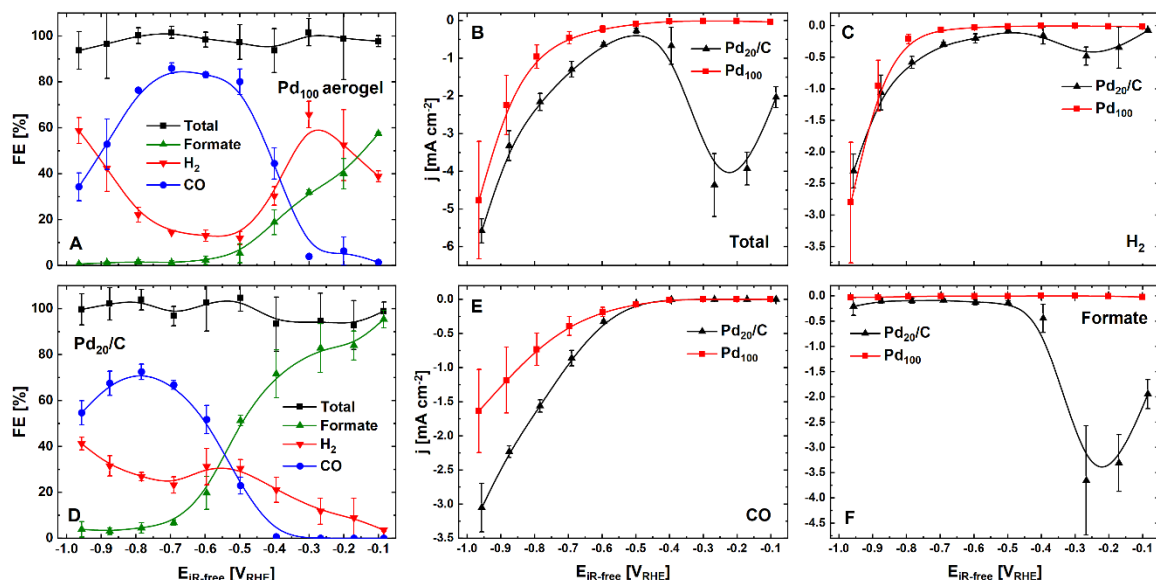 FE [%]
100
80
60
40
20
0
Pd100 aerogel
Total
Formate
H2
CO
A
j [mA cm-2]
0
-1
-2
-3
-4
-5
-6
B
Pd20/C
Pd100
Total
0.0
-0.5
-1.0
-1.5
-2.0
-2.5
-3.0
-3.5
C
Pd20/C
Pd100
H2
FE [%]
100
80
60
40
20
0
Pd20/C
Total
Formate
H2
CO
D
-1.0 -0.9 -0.8 -0.7 -0.6 -0.5 -0.4 -0.3 -0.2 -0.1
EiR-free [VRHE]
j [mA cm-2]
0.0
-0.5
-1.0
-1.5
-2.0
-2.5
-3.0
-3.5
E
Pd20/C
Pd100
CO
-1.0 -0.9 -0.8 -0.7 -0.6 -0.5 -0.4 -0.3 -0.2 -0.1
EiR-free [VRHE]
0.0
-0.5
-1.0
-1.5
-2.0
-2.5
-3.0
-3.5
-4.0
-4.5
Formate
Pd20/C
Pd100
F
-1.0 -0.9 -0.8 -0.7 -0.6 -0.5 -0.4 -0.3 -0.2 -0.1
EiR-free [VRHE]